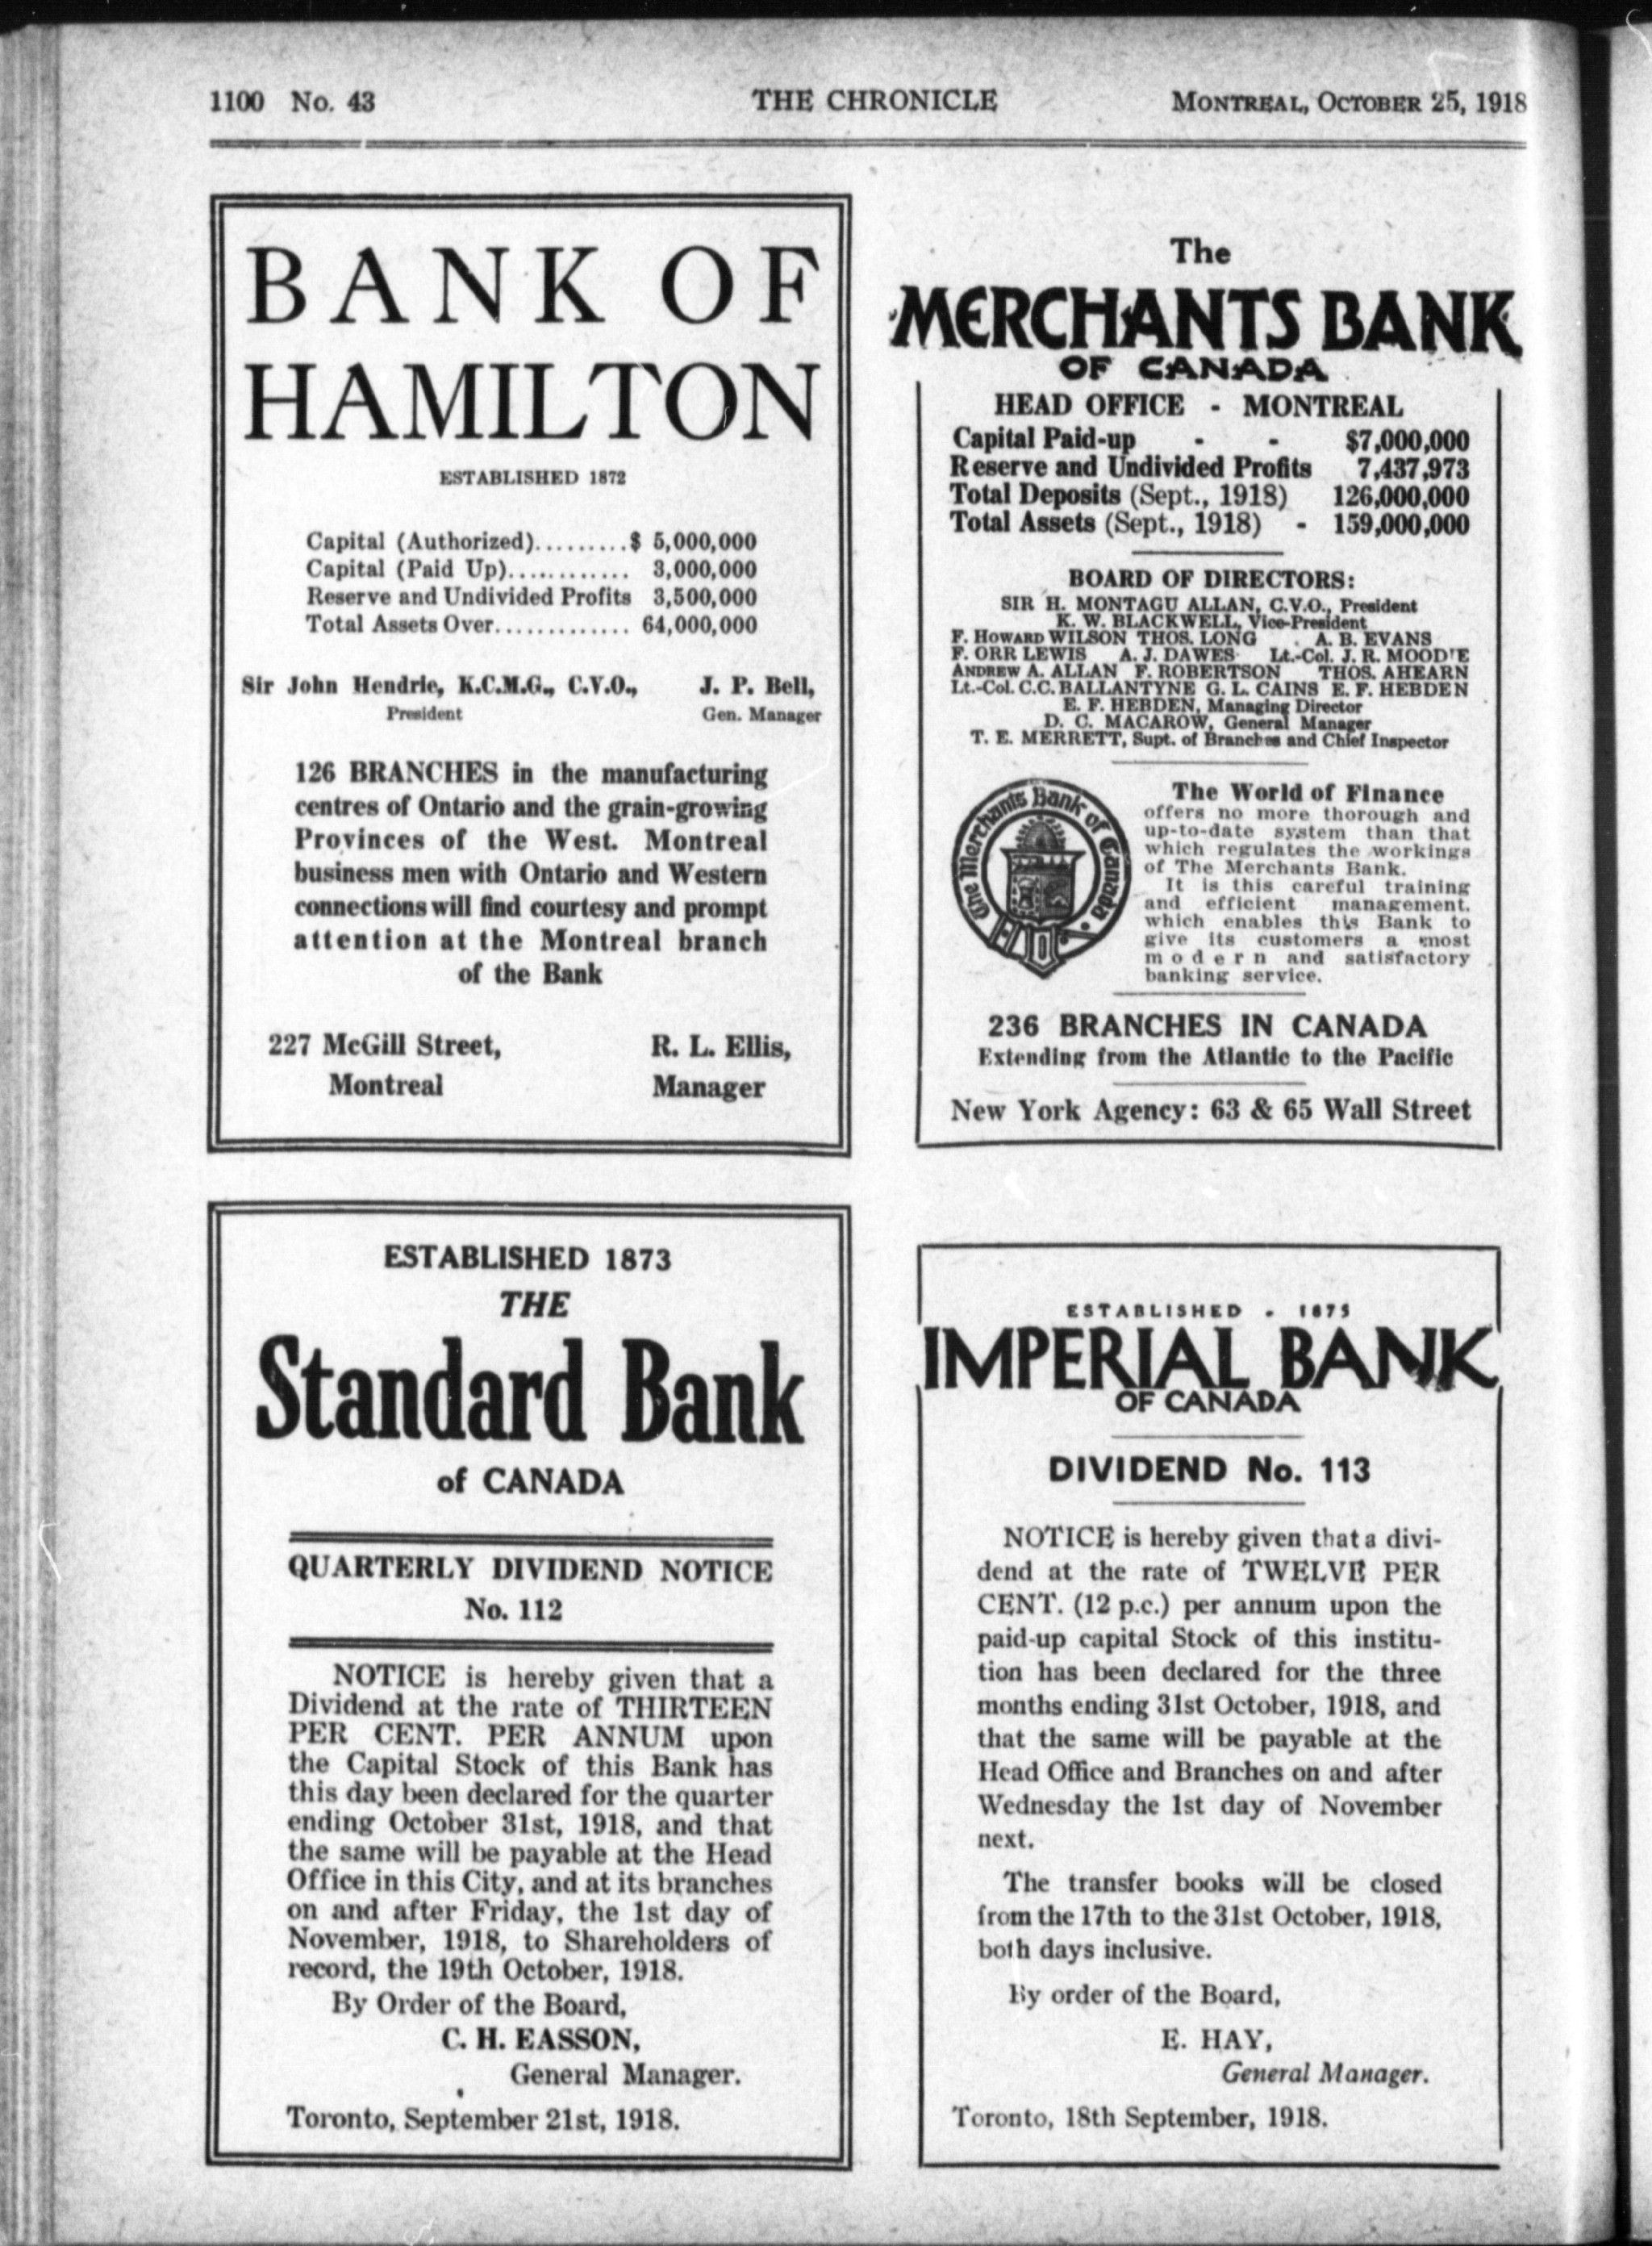 1100 No. 43 THE CHRONICLE MONTREAL, OCTOBER 25, 1918
BANK OF
HAMILTON
ESTABLISHED 1872
Capital (Authorized).........$ 5,000,000
Capital (Paid Up)............ 3,000,000
Reserve and Undivided Profits 3,500,000
Total Assets Over............. 64,000,000
Sir John Hendrie, K.C.M.G., C.V.O., J. P. Bell,
President Gen. Manager
126 BRANCHES in the manufacturing
centres of Ontario and the grain-growing
Provinces of the West. Montreal
business men with Ontario and Western
connections will find courtesy and prompt
attention at the Montreal branch
of the Bank
227 McGill Street, R. L. Ellis,
Montreal Manager
The
MERCHANTS BANK
OF CANADA
HEAD OFFICE - MONTREAL
Capital Paid-up - - $7,000,000
Reserve and Undivided Profits 7,437,973
Total Deposits (Sept., 1918) 126,000,000
Total Assets (Sept., 1918) - 159,000,000
BOARD OF DIRECTORS:
SIR H. MONTAGU ALLAN, C.V.O., President
K. W. BLACKWELL, Vice-President
F. HOWARD WILSON THOS. LONG A. B. EVANS
F. ORR LEWIS A. J. DAWES Lt.-Col. J. R. MOOD'E
ANDREW A. ALLAN F. ROBERTSON THOS. AHEARN
Lt.-Col. C.C. BALLANTYNE G. L. CAINS E. F. HEBDEN
E. F. HEBDEN, Managing Director
D. C. MACAROW, General Manager
T. E. MERRETT, Supt. of Branches and Chief Inspector
The Merchants Bank of Canada
The World of Finance
offers no more thorough and
up-to-date system than that
which regulates the workings
of The Merchants Bank.
It is this careful training
and efficient management,
which enables this Bank to
give its customers a most
modern and satisfactory
banking service.
236 BRANCHES IN CANADA
Extending from the Atlantic to the Pacific
New York Agency: 63 & 65 Wall Street
ESTABLISHED 1873
THE
Standard Bank
of CANADA
QUARTERLY DIVIDEND NOTICE
No. 112
NOTICE is hereby given that a
Dividend at the rate of THIRTEEN
PER CENT. PER ANNUM upon
the Capital Stock of this Bank has
this day been declared for the quarter
ending October 31st, 1918, and that
the same will be payable at the Head
Office in this City, and at its branches
on and after Friday, the 1st day of
November, 1918, to Shareholders of
record, the 19th October, 1918.
By Order of the Board,
C. H. EASSON,
General Manager.
Toronto, September 21st, 1918.
ESTABLISHED - 1875
IMPERIAL BANK
OF CANADA
DIVIDEND No. 113
NOTICE is hereby given that a divi-
dend at the rate of TWELVE PER
CENT. (12 p.c.) per annum upon the
paid-up capital Stock of this institu-
tion has been declared for the three
months ending 31st October, 1918, and
that the same will be payable at the
Head Office and Branches on and after
Wednesday the 1st day of November
next.
The transfer books will be closed
from the 17th to the 31st October, 1918,
both days inclusive.
By order of the Board,
E. HAY,
General Manager.
Toronto, 18th September, 1918.